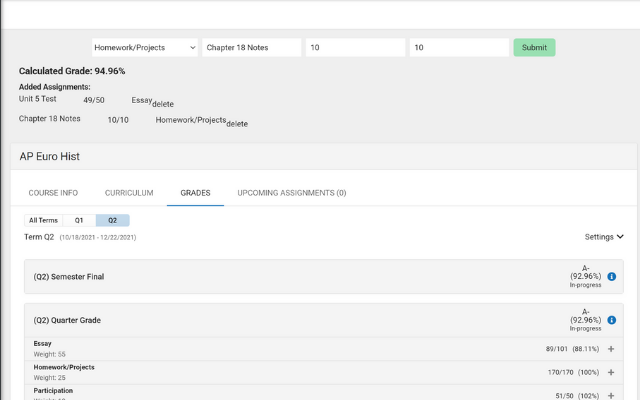 Homework/Projects Chapter 18 Notes 10 10 Submit
Calculated Grade: 94.96%
Added Assignments:
Unit 5 Test 49/50 Essay delete
Chapter 18 Notes 10/10 Homework/Projects delete
AP Euro Hist
COURSE INFO CURRICULUM GRADES UPCOMING ASSIGNMENTS (0)
All Terms Q1 Q2
Term Q2 (10/18/2021 - 12/22/2021) Settings
(Q2) Semester Final A- (92.96%) In-progress
(Q2) Quarter Grade A- (92.96%) In-progress
Essay
Weight: 55
89/101 (88.11%) +
Homework/Projects
Weight: 25
170/170 (100%) +
Participation
51/50 (102%) +